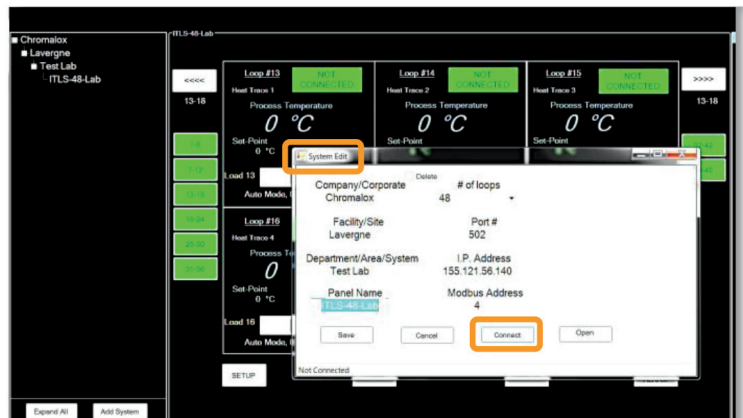 Chromalox
Lavergne
Test Lab
ITLS-48-Lab
Expand All
Add System
ITLS-48-Lab
<<<<
13-18
7-12
13-18
19-24
25-30
31-36
Loop #13
NOT CONNECTED
Heat Trace 1
Process Temperature
0 °C
Set-Point
0 °C
Load 13
Auto Mode,
Loop #14
NOT CONNECTED
Heat Trace 2
Process Temperature
0 °C
Set-Point
Loop #15
NOT CONNECTED
Heat Trace 3
Process Temperature
0 °C
Set-Point
>>>>
13-18
Loop #16
Heat Trace 4
Process Te
0
Set-Point
0 °C
Load 16
Auto Mode,
SETUP
System Edit
Delete
Company/Corporate
# of loops
Chromalox
48
Facility/Site
Port #
Lavergne
502
Department/Area/System
I.P. Address
Test Lab
155.121.56.140
Panel Name
Modbus Address
ITLS-48-Lab
4
Save
Cancel
Connect
Open
Not Connected